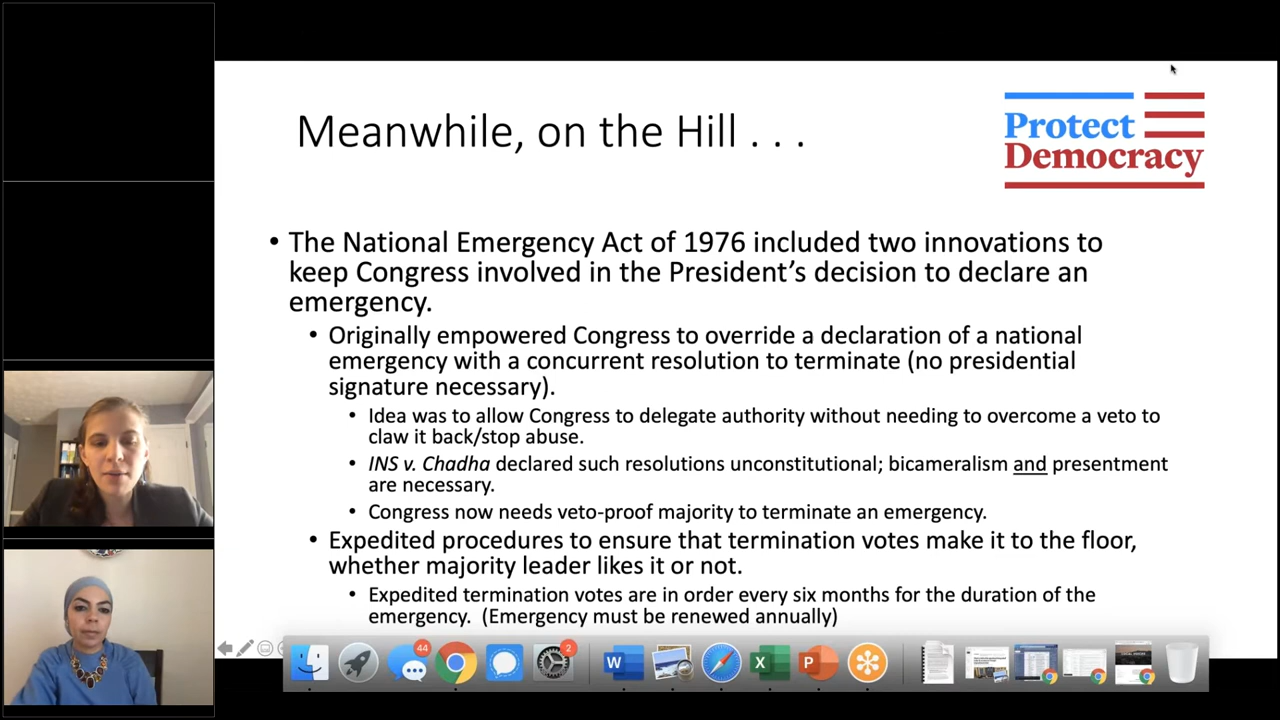 Meanwhile, on the Hill . . .
Protect
Democracy
• The National Emergency Act of 1976 included two innovations to
keep Congress involved in the President’s decision to declare an
emergency.
• Originally empowered Congress to override a declaration of a national
emergency with a concurrent resolution to terminate (no presidential
signature necessary).
• Idea was to allow Congress to delegate authority without needing to overcome a veto to
claw it back/stop abuse.
• INS v. Chadha declared such resolutions unconstitutional; bicameralism and presentment
are necessary.
• Congress now needs veto-proof majority to terminate an emergency.
• Expedited procedures to ensure that termination votes make it to the floor,
whether majority leader likes it or not.
• Expedited termination votes are in order every six months for the duration of the
emergency. (Emergency must be renewed annually)
44
2
W
X
P